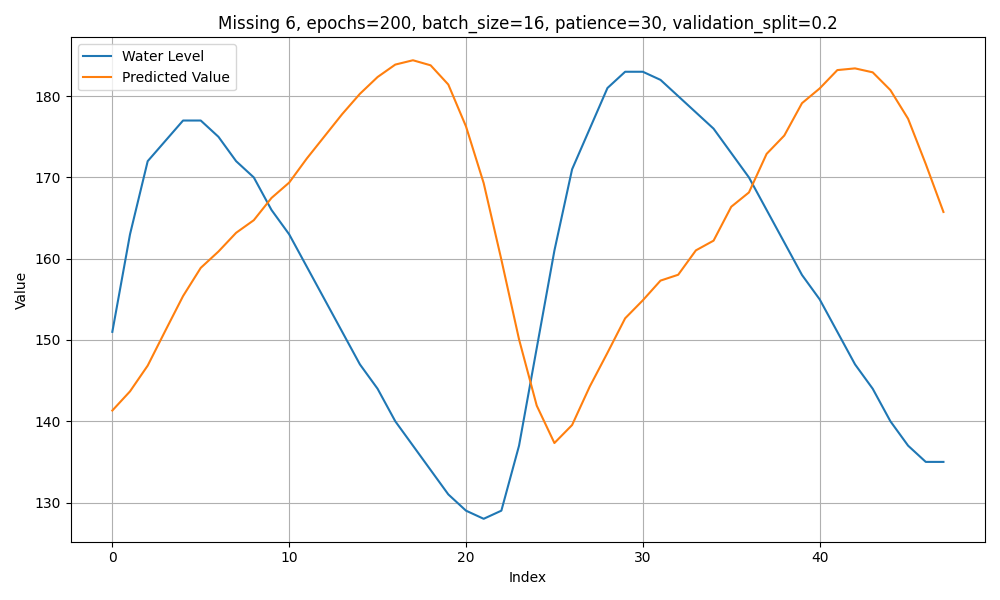 Missing 6, epochs=200, batch_size=16, patience=30, validation_split=0.2
Water Level
Predicted Value
Value
180
170
160
150
140
130
0 10 20 30 40
Index